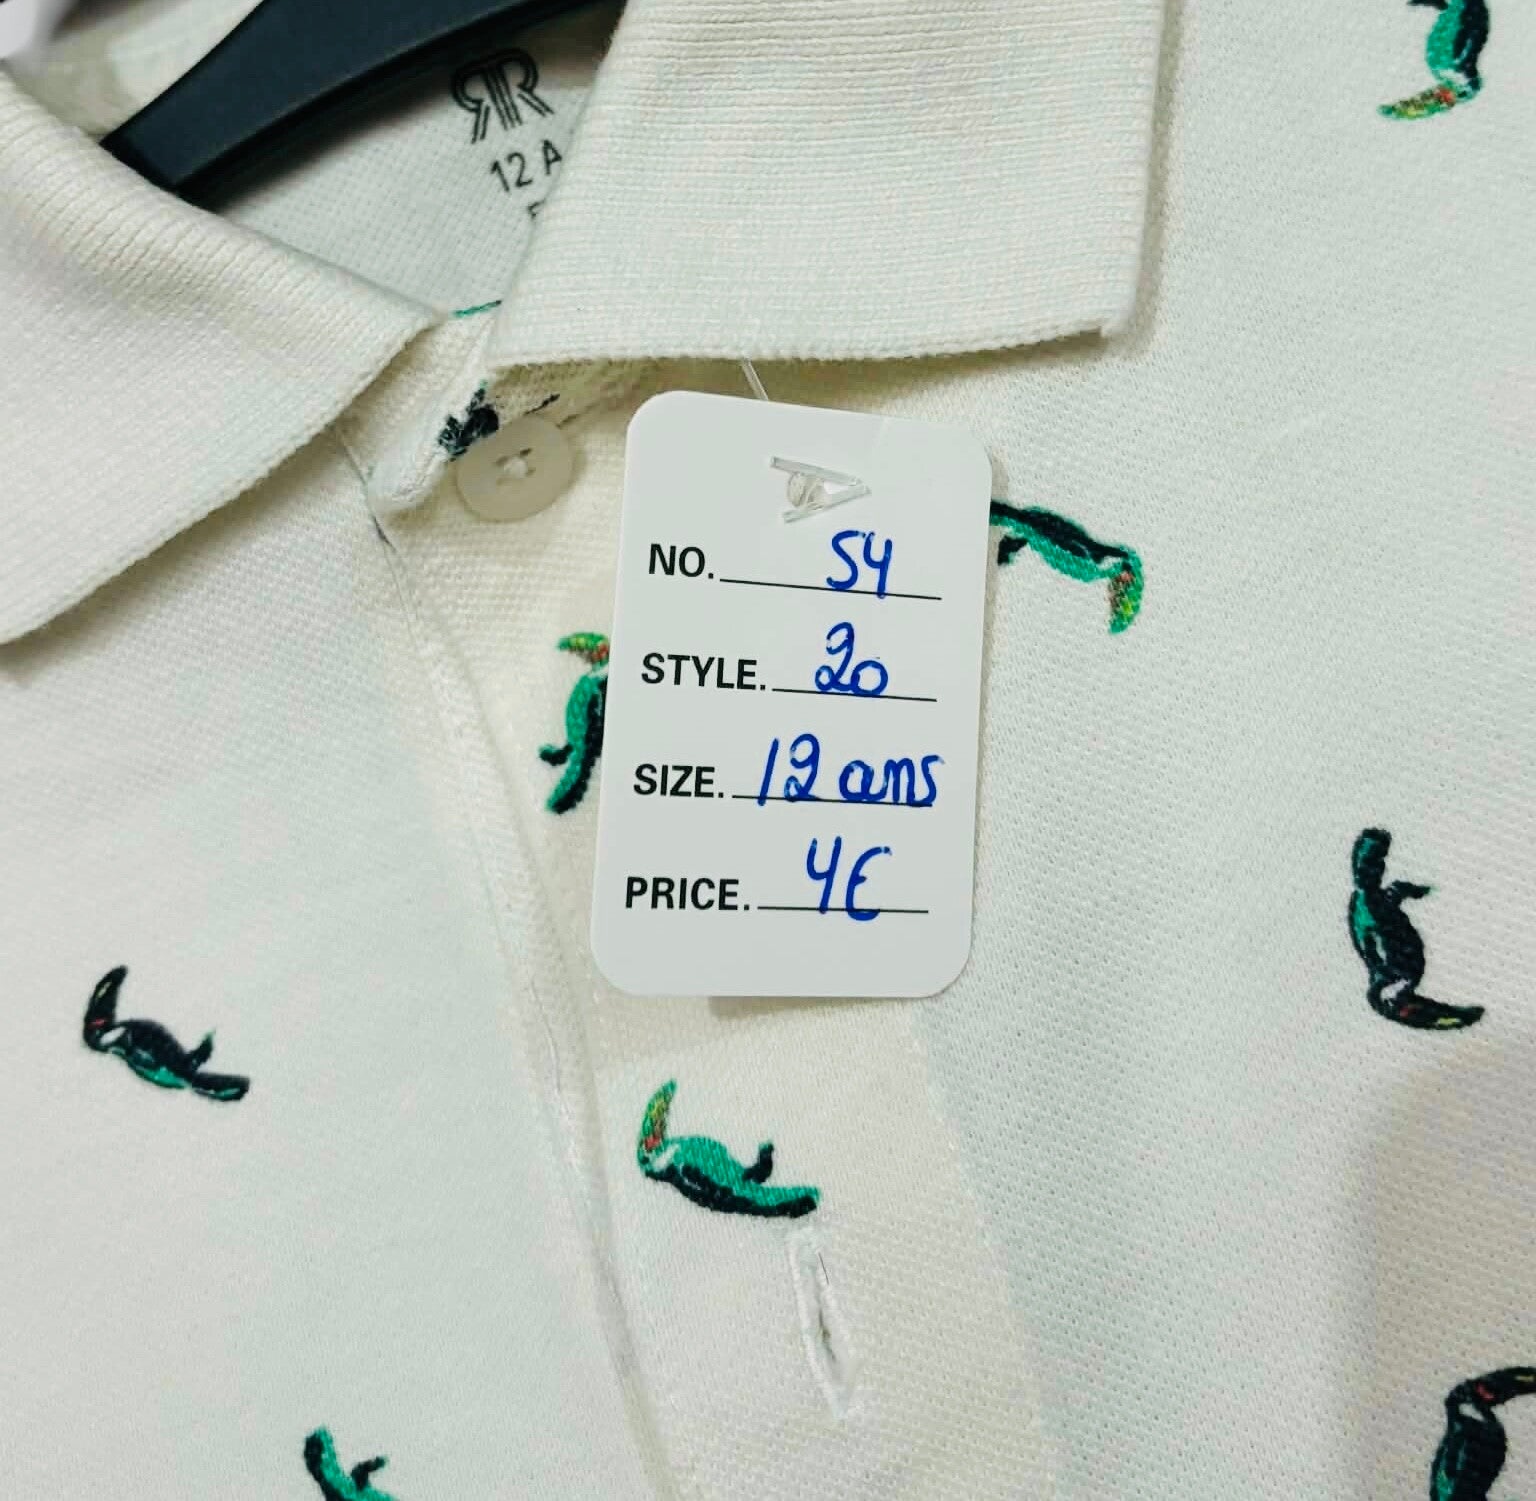 12 A
NO. 54
STYLE. 20
SIZE. 12 ans
PRICE. 4€